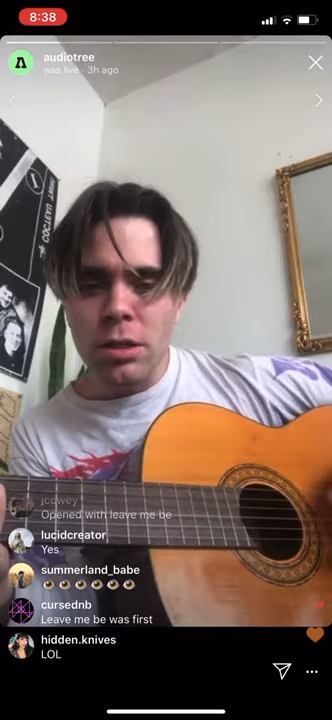 8:38
audiotree
was live · 3h ago
jcowey
Opened with leave me be
lucidcreator
Yes
summerland_babe
👁👁👁👁👁👁
cursednb
Leave me be was first
hidden.knives
LOL